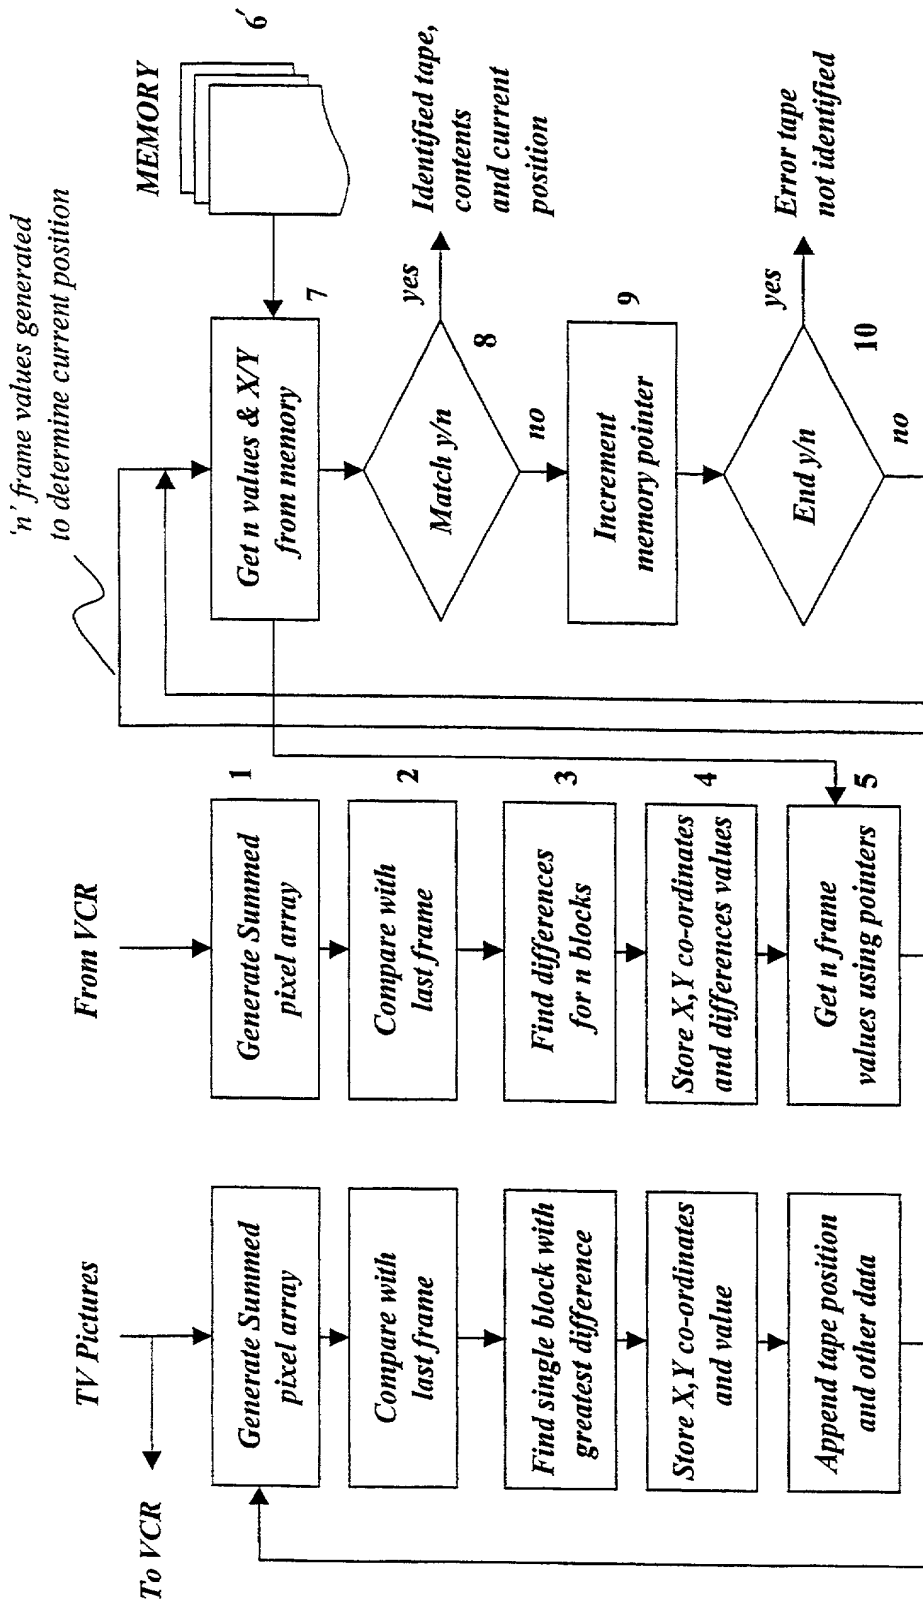 To VCR
TV Pictures
Generate Summed
pixel array
Compare with
last frame
Find single block with
greatest difference
Store X,Y co-ordinates
and value
Append tape position
and other data
From VCR
Generate Summed
pixel array
1
Compare with
last frame
2
Find differences
for n blocks
3
Store X,Y co-ordinates
and differences values
4
Get n frame
values using pointers
5
'n' frame values generated
to determine current position
MEMORY
6'
Get n values & X/Y
from memory
7
Match y/n
8
yes
Identified tape,
contents
and current
position
no
Increment
memory pointer
9
End y/n
10
yes
Error tape
not identified
no